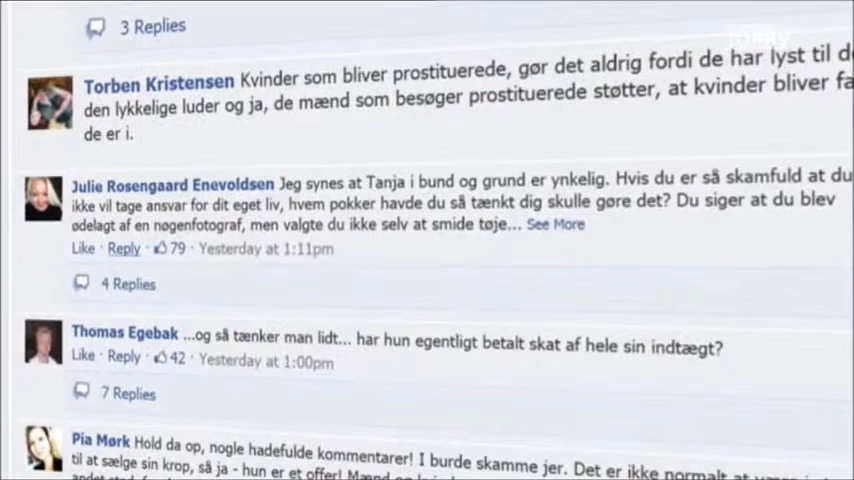 3 Replies
Torben Kristensen Kvinder som bliver prostituerede, gør det aldrig fordi de har lyst til
den lykkelige luder og ja, de mænd som besøger prostituerede støtter, at kvinder bliver
de er i.
Julie Rosengaard Enevoldsen Jeg synes at Tanja i bund og grund er ynkelig. Hvis du er så skamfuld at du
ikke vil tage ansvar for dit eget liv, hvem pokker havde du så tænkt dig skulle gøre det? Du siger at du blev
ødelagt af en nøgenfotograf, men valgte du ikke selv at smide tøje... See More
Like · Reply · 79 · Yesterday at 1:11pm
4 Replies
Thomas Egebak ...og så tænker man lidt... har hun egentligt betalt skat af hele sin indtægt?
Like · Reply · 42 · Yesterday at 1:00pm
7 Replies
Pia Mørk Hold da op, nogle hadefulde kommentarer! I burde skamme jer. Det er ikke normalt at
til at sælge sin krop, så ja - hun er et offer! Mænd